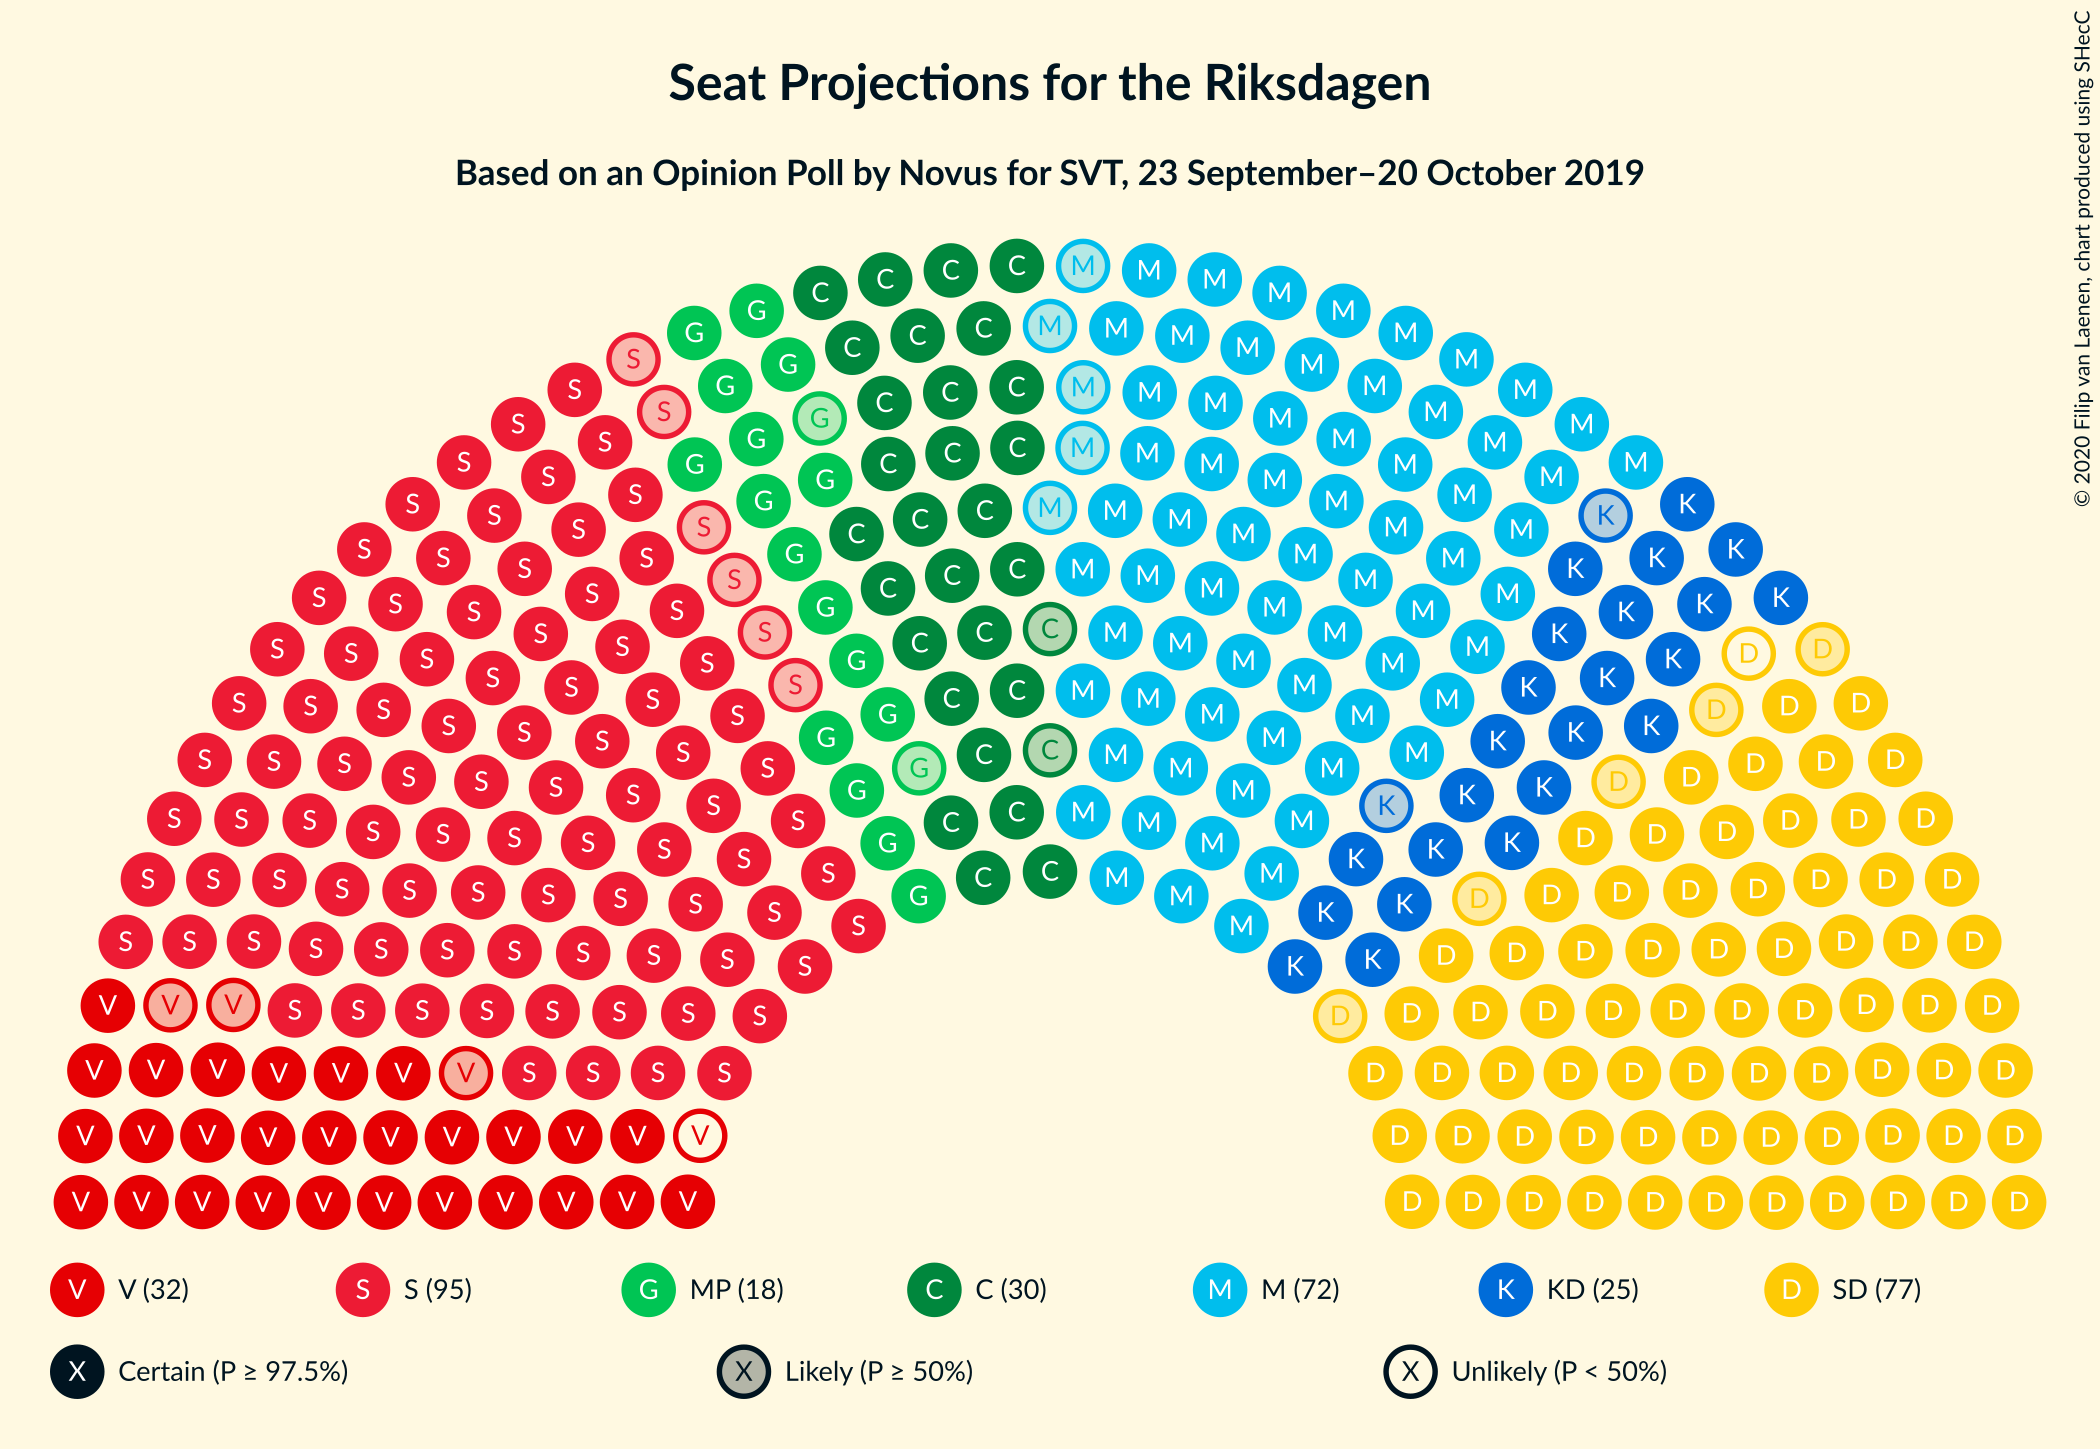 Seat Projections for the Riksdagen
Based on an Opinion Poll by Novus for SVT, 23 September–20 October 2019
© 2020 Filip van Laenen, chart produced using SHecC
V V (32)
S S (95)
G MP (18)
C C (30)
M M (72)
K KD (25)
D SD (77)
X Certain (P ≥ 97.5%)
X Likely (P ≥ 50%)
X Unlikely (P < 50%)